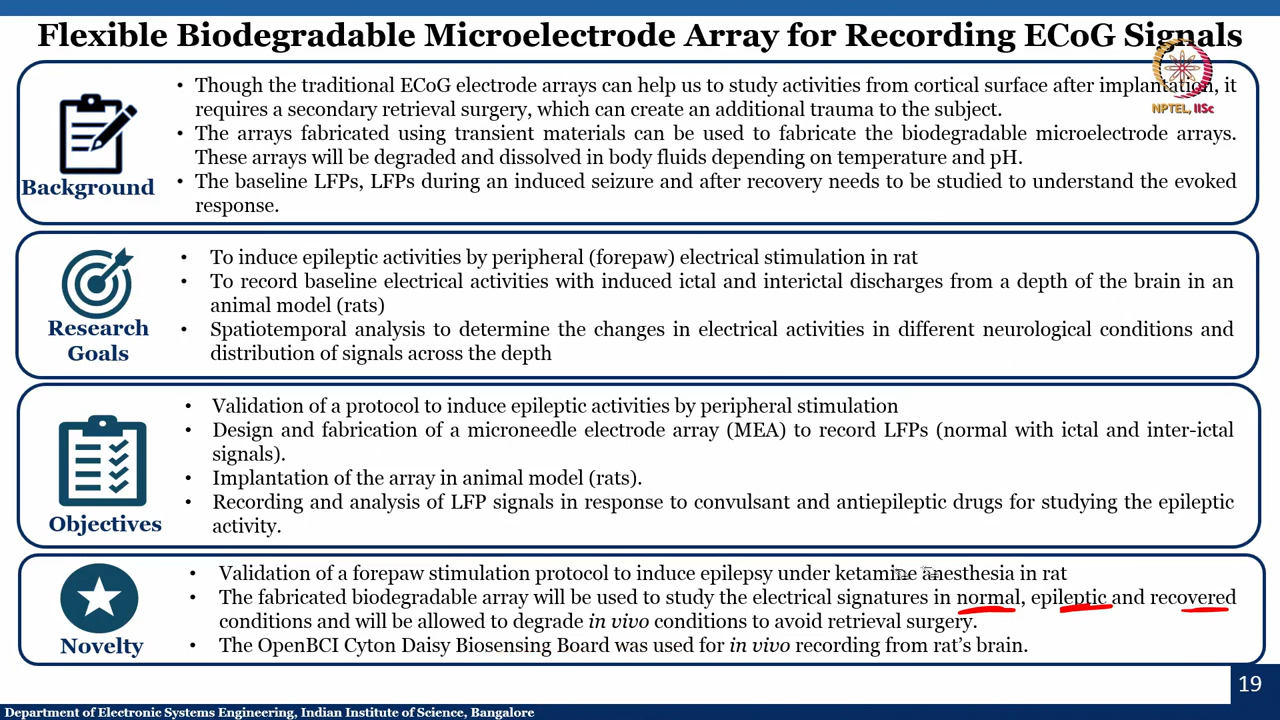 Flexible Biodegradable Microelectrode Array for Recording ECoG Signals
NPTEL, IISc
Background
• Though the traditional ECoG electrode arrays can help us to study activities from cortical surface after implantation, it
requires a secondary retrieval surgery, which can create an additional trauma to the subject.
• The arrays fabricated using transient materials can be used to fabricate the biodegradable microelectrode arrays.
These arrays will be degraded and dissolved in body fluids depending on temperature and pH.
• The baseline LFPs, LFPs during an induced seizure and after recovery needs to be studied to understand the evoked
response.
Research
Goals
• To induce epileptic activities by peripheral (forepaw) electrical stimulation in rat
• To record baseline electrical activities with induced ictal and interictal discharges from a depth of the brain in an
animal model (rats)
• Spatiotemporal analysis to determine the changes in electrical activities in different neurological conditions and
distribution of signals across the depth
Objectives
• Validation of a protocol to induce epileptic activities by peripheral stimulation
• Design and fabrication of a microneedle electrode array (MEA) to record LFPs (normal with ictal and inter-ictal
signals).
• Implantation of the array in animal model (rats).
• Recording and analysis of LFP signals in response to convulsant and antiepileptic drugs for studying the epileptic
activity.
Novelty
• Validation of a forepaw stimulation protocol to induce epilepsy under ketamine anesthesia in rat
• The fabricated biodegradable array will be used to study the electrical signatures in normal, epileptic and recovered
conditions and will be allowed to degrade in vivo conditions to avoid retrieval surgery.
• The OpenBCI Cyton Daisy Biosensing Board was used for in vivo recording from rat's brain.
19
Department of Electronic Systems Engineering, Indian Institute of Science, Bangalore